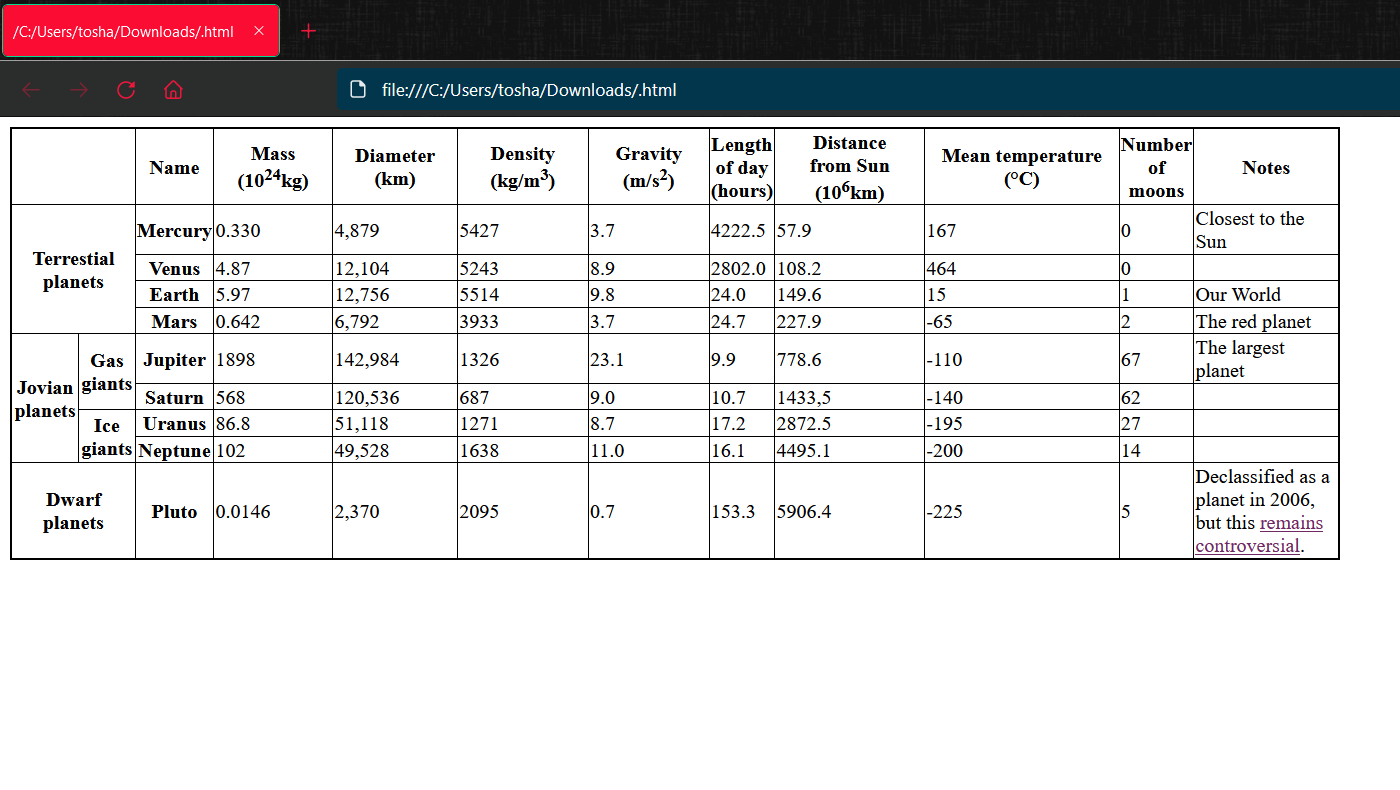 /C:/Users/tosha/Downloads/.html
file:///C:/Users/tosha/Downloads/.html
Name
Mass
(10²⁴kg)
Diameter
(km)
Density
(kg/m³)
Gravity
(m/s²)
Length
of day
(hours)
Distance
from Sun
(10⁶km)
Mean temperature
(°C)
Number
of
moons
Notes
Terrestial
planets
Mercury 0.330 4,879 5427 3.7 4222.5 57.9 167 0 Closest to the
Sun
Venus 4.87 12,104 5243 8.9 2802.0 108.2 464 0
Earth 5.97 12,756 5514 9.8 24.0 149.6 15 1 Our World
Mars 0.642 6,792 3933 3.7 24.7 227.9 -65 2 The red planet
Jovian
planets
Gas
giants
Jupiter 1898 142,984 1326 23.1 9.9 778.6 -110 67 The largest
planet
Saturn 568 120,536 687 9.0 10.7 1433,5 -140 62
Ice
giants
Uranus 86.8 51,118 1271 8.7 17.2 2872.5 -195 27
Neptune 102 49,528 1638 11.0 16.1 4495.1 -200 14
Dwarf
planets
Pluto 0.0146 2,370 2095 0.7 153.3 5906.4 -225 5 Declassified as a
planet in 2006,
but this remains
controversial.